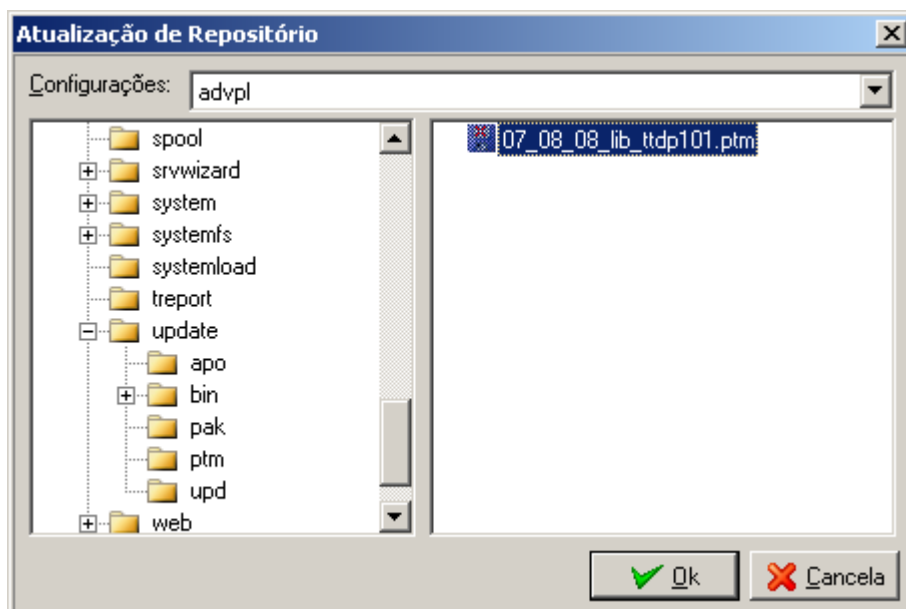 Atualização de Repositório
Configurações: advpl
spool
srvwizard
system
systemfs
systemload
treport
update
apo
bin
pak
ptm
upd
web
07_08_08_lib_ttdp101.ptm
Ok
Cancela